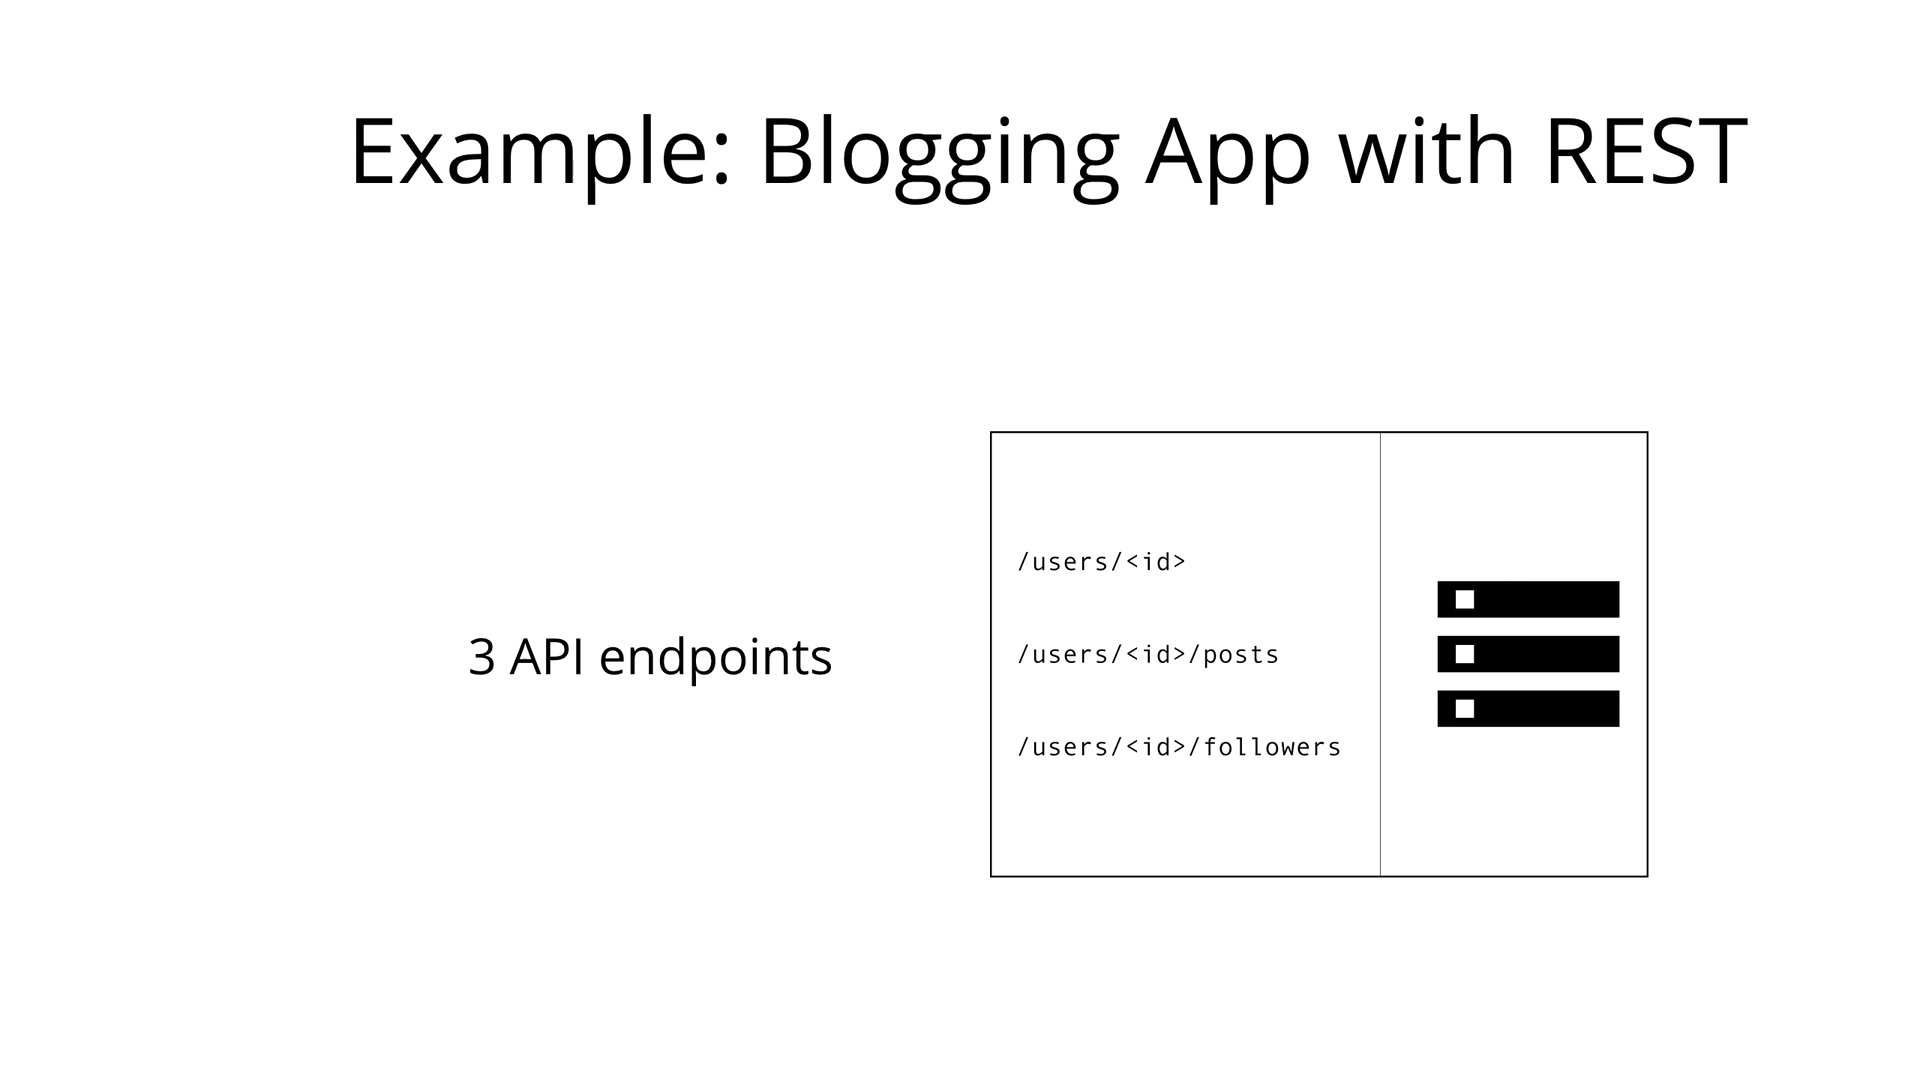 Example: Blogging App with REST
3 API endpoints
/users/<id>
/users/<id>/posts
/users/<id>/followers